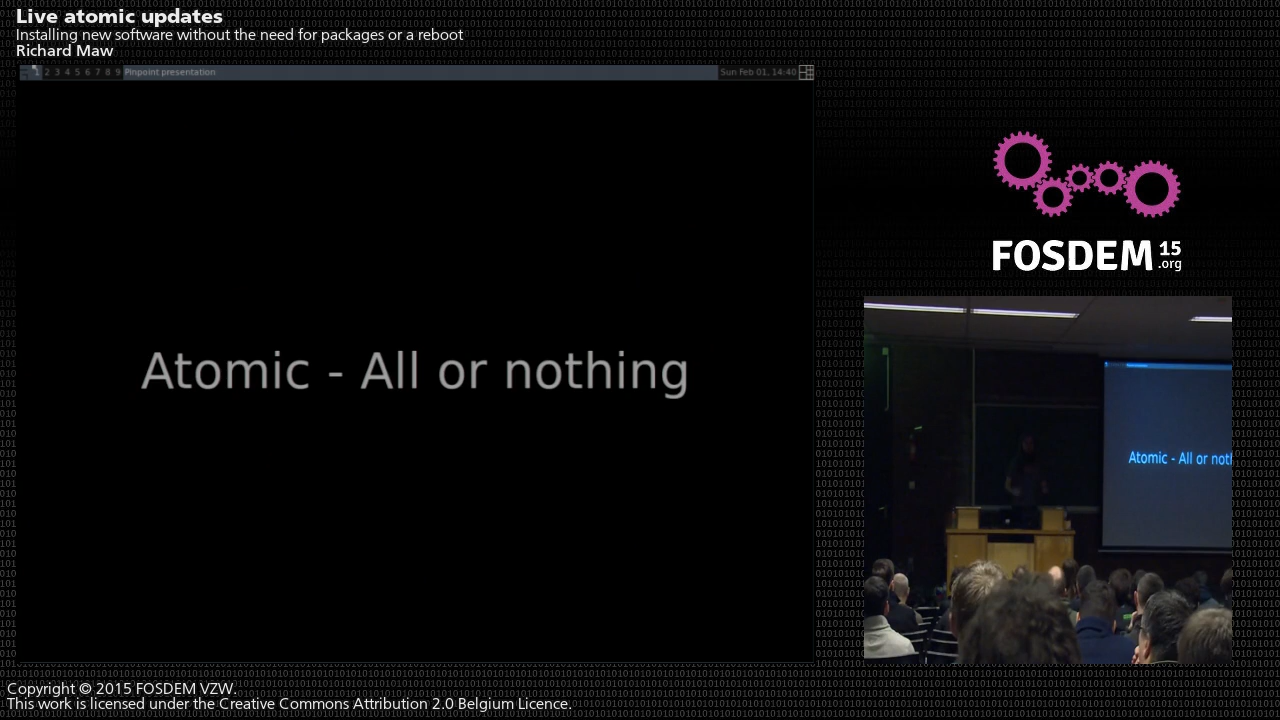 Live atomic updates
Installing new software without the need for packages or a reboot
Richard Maw
1 2 3 4 5 6 7 8 9 Pinpoint presentation
Sun Feb 01, 14:40
Atomic - All or nothing
FOSDEM 15
.org
Atomic - All or noth
Copyright © 2015 FOSDEM VZW.
This work is licensed under the Creative Commons Attribution 2.0 Belgium Licence.